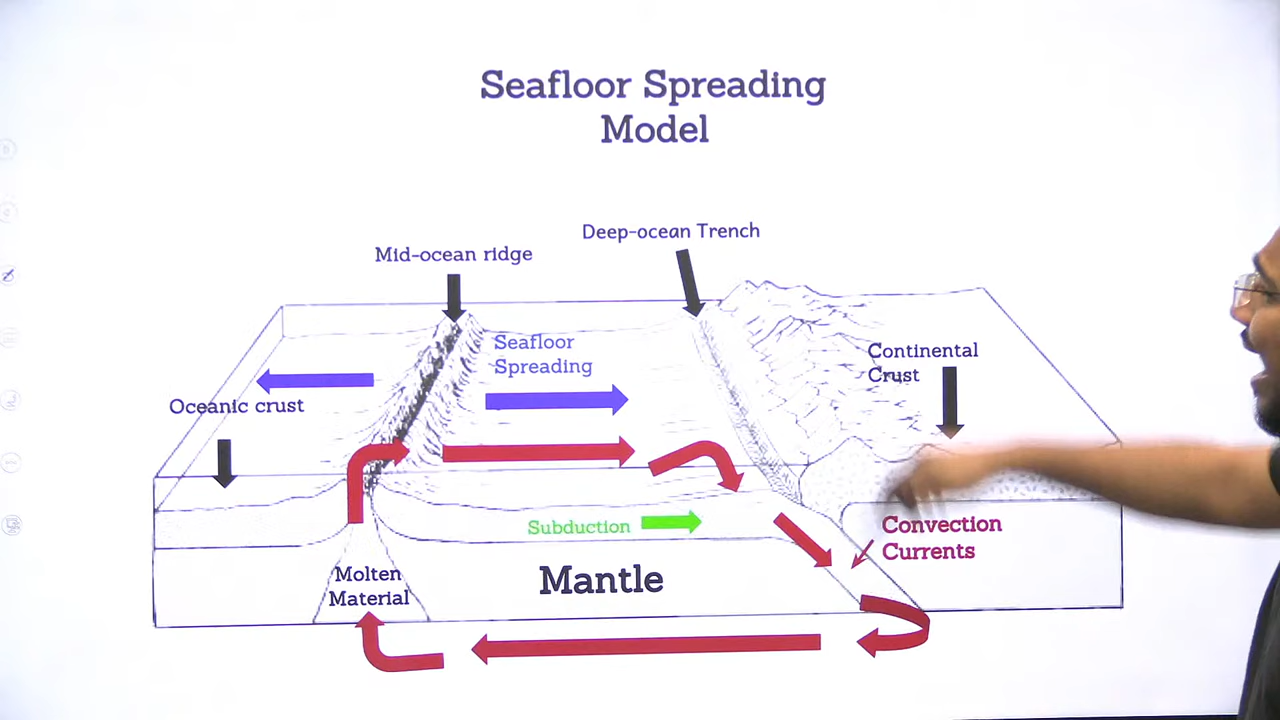 Seafloor Spreading
Model
Deep-ocean Trench
Mid-ocean ridge
Seafloor
Spreading
Continental
Crust
Oceanic crust
Subduction
Convection
Currents
Molten
Material
Mantle